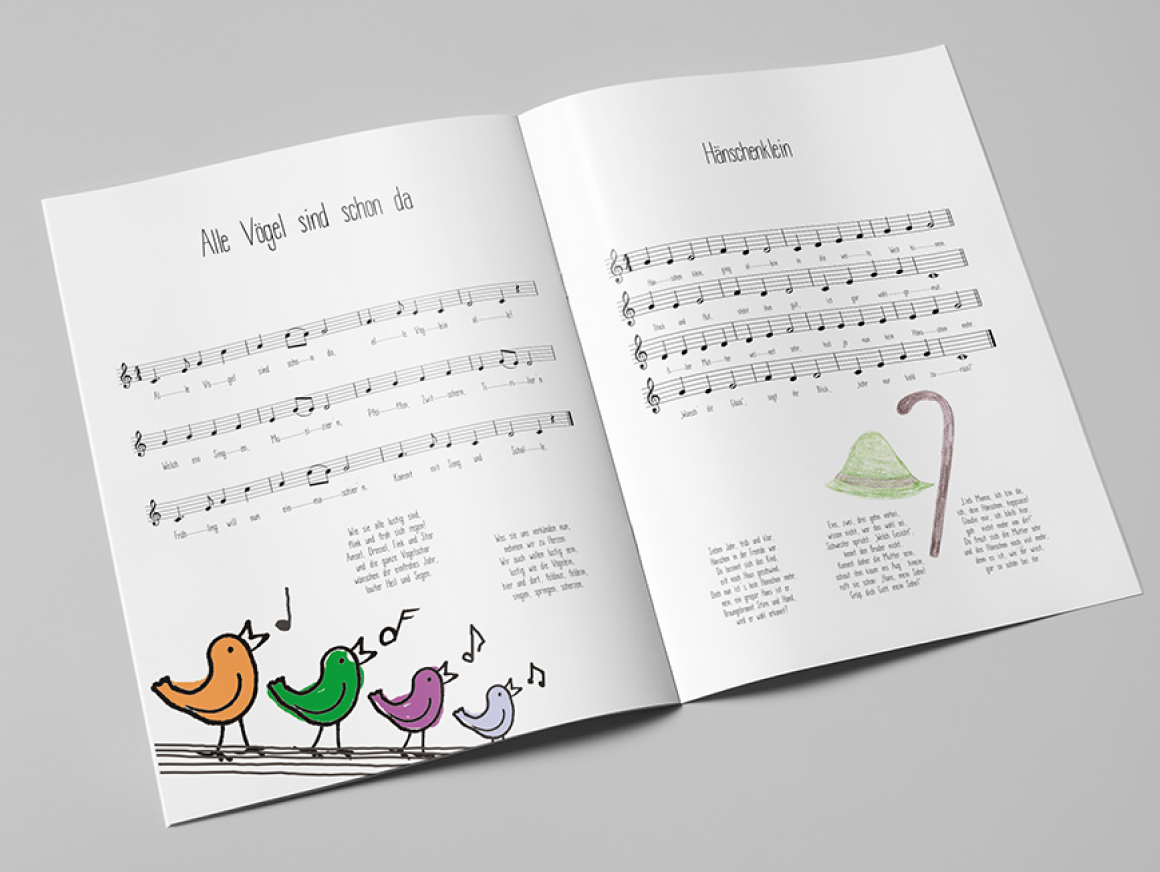 Alle Vögel sind schon da
Al——le Vö——gel sind scho——n da, al——le Vög——lein al——le!
Welch ein Sing——en, Mu——si——zier'n, Pfei——ffen, Zwit——schern, Ti——ri——lier'n.
Früh——ling will nun ein——ma——schier'n. Kommt mit Sang und Schal——le.
Wie sie alle lustig sind,
flink und froh sich regen!
Amsel, Drossel, Fink und Star
und die ganze Vogelschar
wünschen dir einfrohes Jahr,
lauter Heil und Segen.
Was sie uns verkünden nun,
nehmen wir zu Herzen:
Wir auch wollen lustig sein,
lustig wie die Vögelein,
hier und dort, feldaus, feldein,
singen, springen, scherzen.
Hänschenklein
Hän——schen klein, ging al——lein in die wei——te Welt hi——nein.
Stock und Hut, steht ihm gut, ist gar wohl ge——mut.
A——ber Mut——ter wei——net sehr, hat ja nun kein Häns——chen mehr.
„Wünsch dir Glück", sagt ihr Blick, „kehr nur bald zu——rück!"
Sieben Jahr, trüb und klar,
Hänschen in der Fremde war.
Da besinnt sich das Kind,
eilt nach Haus geschwind.
Doch nun ist´s kein Hänschen mehr,
nein, ein großer Hans ist er.
Braungebrannt Stirn und Hand,
wird er wohl erkannt?
Eins, zwei, drei gehn vorbei,
wissen nicht, wer das wohl sei.
Schwester spricht: „Welch Gesicht",
kennt den Bruder nicht.
Kommt daher die Mutter sein,
schaut ihm kaum ins Aug´ hinein,
ruft sie schon: „Hans, mein Sohn!
Grüß dich Gott mein Sohn!"
„Lieb Mama, ich bin da,
ich, dein Hänschen, hopsasa!
Glaube mir, ich bleib hier,
geh´ nicht mehr von dir!"
Da freut sich die Mutter sehr
und das Hänschen noch viel mehr,
denn es ist, wie ihr wisst,
gar so schön bei ihr.